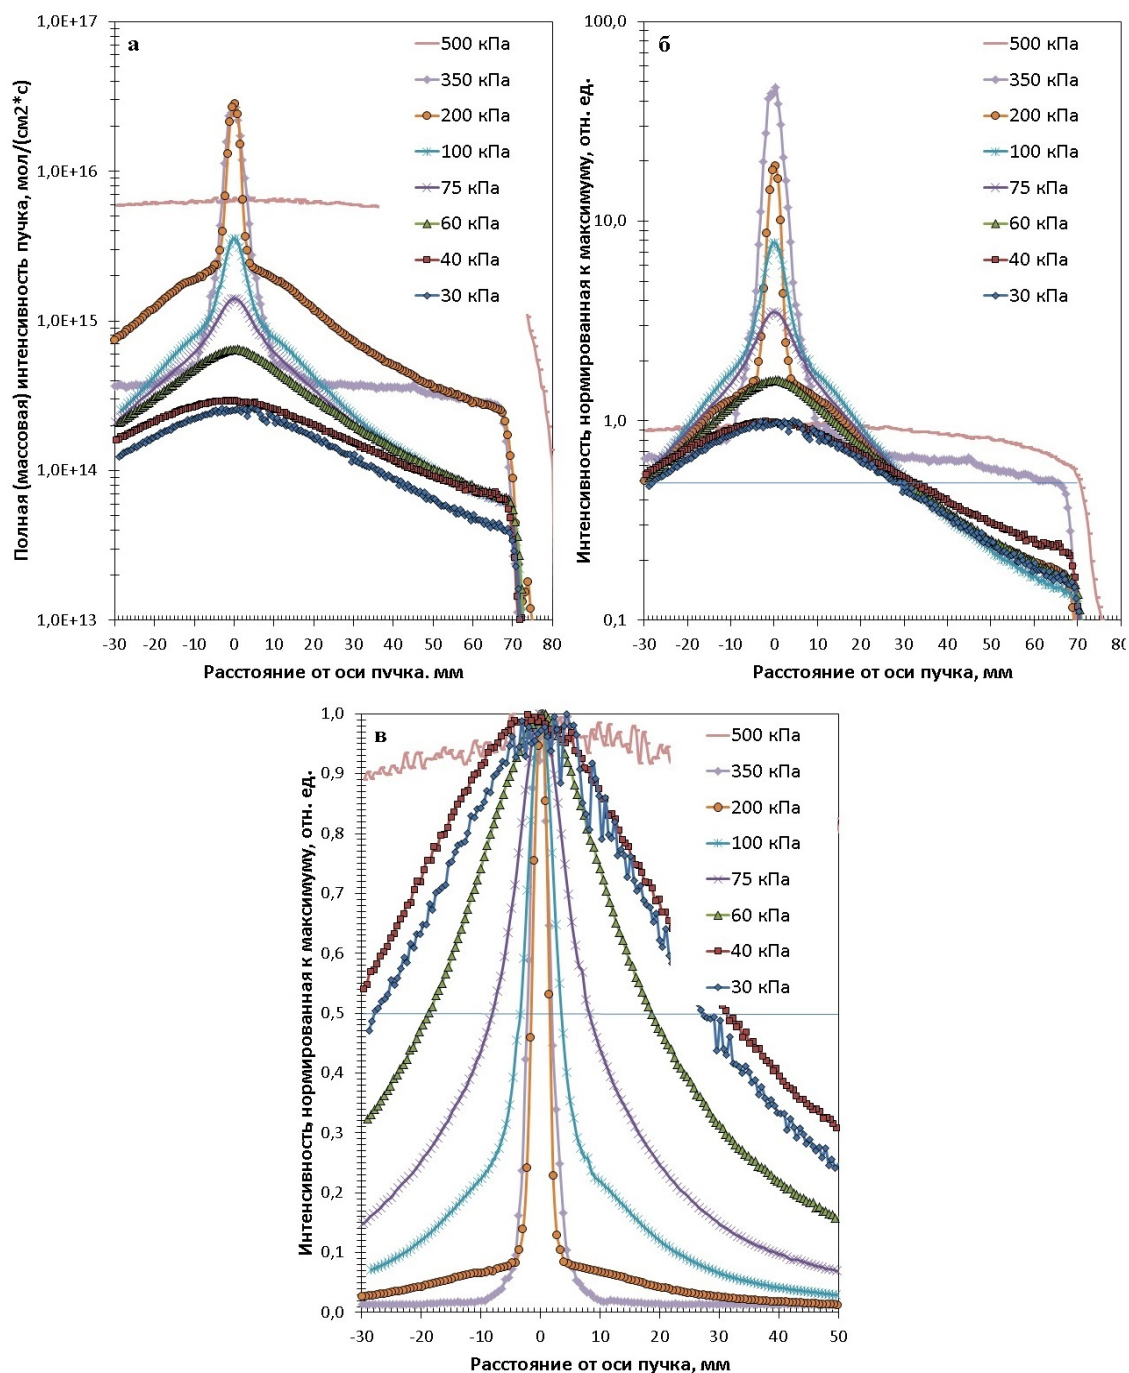 а
Полная (массовая) интенсивность пучка, мол/(см2*с)
1,0E+17
1,0E+16
1,0E+15
1,0E+14
1,0E+13
-30 -20 -10 0 10 20 30 40 50 60 70 80
Расстояние от оси пучка. мм
500 кПа
350 кПа
200 кПа
100 кПа
75 кПа
60 кПа
40 кПа
30 кПа
б
Интенсивность нормированная к максимуму, отн. ед.
100,0
10,0
1,0
0,1
-30 -20 -10 0 10 20 30 40 50 60 70 80
Расстояние от оси пучка, мм
500 кПа
350 кПа
200 кПа
100 кПа
75 кПа
60 кПа
40 кПа
30 кПа
в
Интенсивность нормированная к максимуму, отн. ед.
1,0
0,9
0,8
0,7
0,6
0,5
0,4
0,3
0,2
0,1
0,0
-30 -20 -10 0 10 20 30 40 50
Расстояние от оси пучка, мм
500 кПа
350 кПа
200 кПа
100 кПа
75 кПа
60 кПа
40 кПа
30 кПа